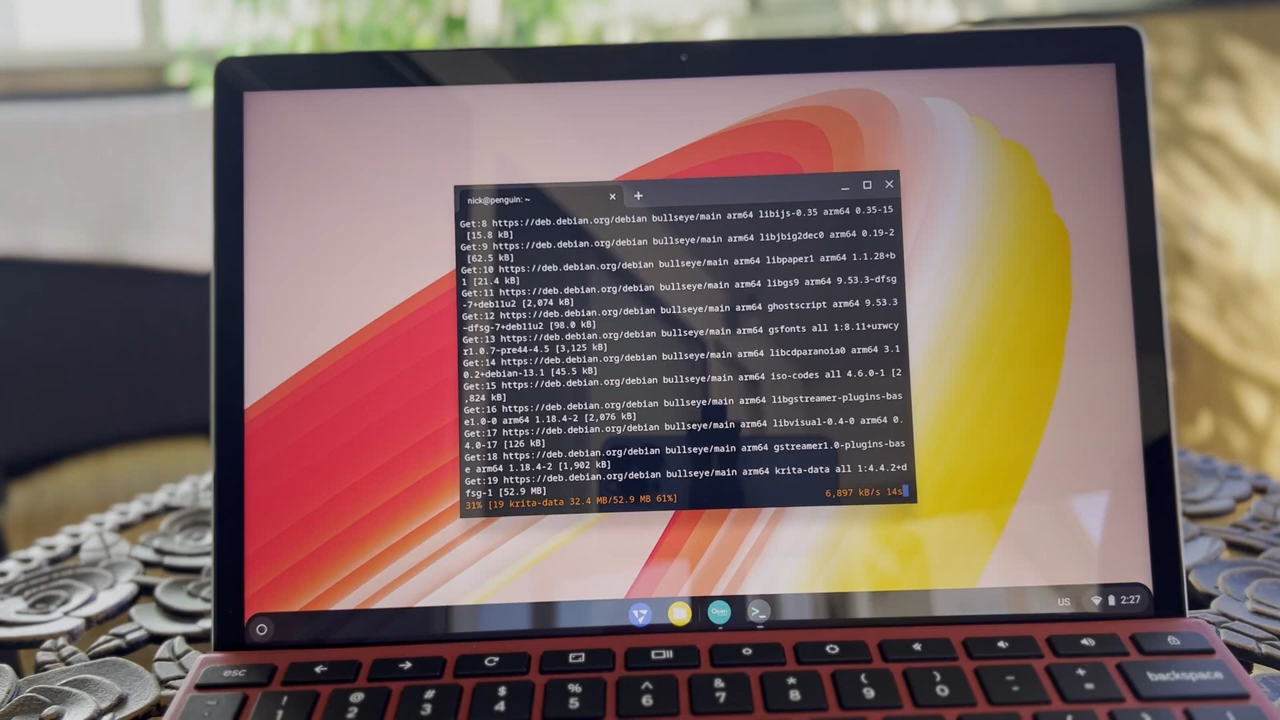 nick@penguin: ~
Get:8 https://deb.debian.org/debian bullseye/main arm64 libijs-0.35 arm64 0.35-15
[15.8 kB]
Get:9 https://deb.debian.org/debian bullseye/main arm64 libjbig2dec0 arm64 0.19-2
[62.5 kB]
Get:10 https://deb.debian.org/debian bullseye/main arm64 libpaper1 arm64 1.1.28+b
1 [21.4 kB]
Get:11 https://deb.debian.org/debian bullseye/main arm64 libgs9 arm64 9.53.3~dfsg
-7+deb11u2 [2,074 kB]
Get:12 https://deb.debian.org/debian bullseye/main arm64 ghostscript arm64 9.53.3
~dfsg-7+deb11u2 [98.0 kB]
Get:13 https://deb.debian.org/debian bullseye/main arm64 gsfonts all 1:8.11+urwcy
r1.0.7~pre44-4.5 [3,125 kB]
Get:14 https://deb.debian.org/debian bullseye/main arm64 libcdparanoia0 arm64 3.1
0.2+debian-13.1 [45.5 kB]
Get:15 https://deb.debian.org/debian bullseye/main arm64 iso-codes all 4.6.0-1 [2
,824 kB]
Get:16 https://deb.debian.org/debian bullseye/main arm64 libgstreamer-plugins-bas
e1.0-0 arm64 1.18.4-2 [2,076 kB]
Get:17 https://deb.debian.org/debian bullseye/main arm64 libvisual-0.4-0 arm64 0.
4.0-17 [126 kB]
Get:18 https://deb.debian.org/debian bullseye/main arm64 gstreamer1.0-plugins-bas
e arm64 1.18.4-2 [1,902 kB]
Get:19 https://deb.debian.org/debian bullseye/main arm64 krita-data all 1:4.4.2+d
fsg-1 [52.9 MB]
31% [19 krita-data 32.4 MB/52.9 MB 61%] 6,897 kB/s 14s
Open
US 2:27
esc
! @ # $ % ^ & * ( ) _ + backspace
1 2 3 4 5 6 7 8 9 0 - =